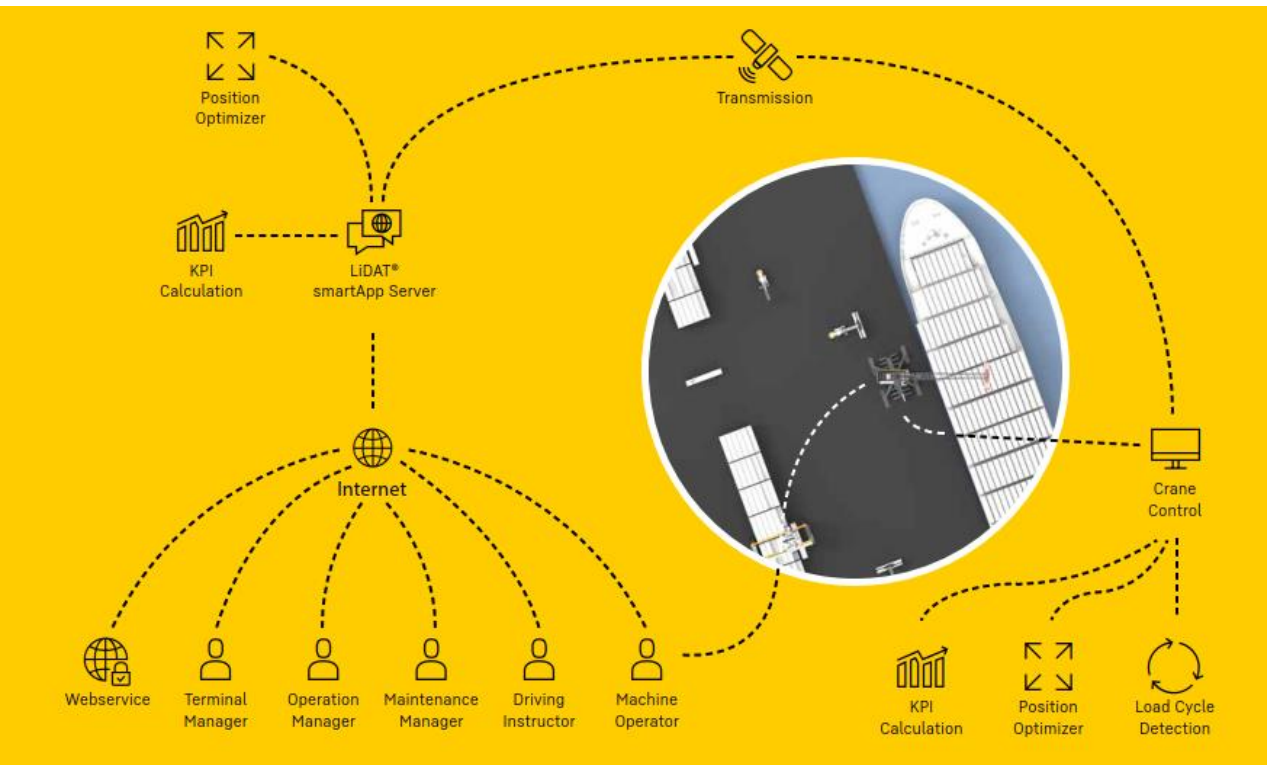 Position
Optimizer
Transmission
KPI
Calculation
LiDAT®
smartApp Server
Internet
Crane
Control
Webservice
Terminal
Manager
Operation
Manager
Maintenance
Manager
Driving
Instructor
Machine
Operator
KPI
Calculation
Position
Optimizer
Load Cycle
Detection